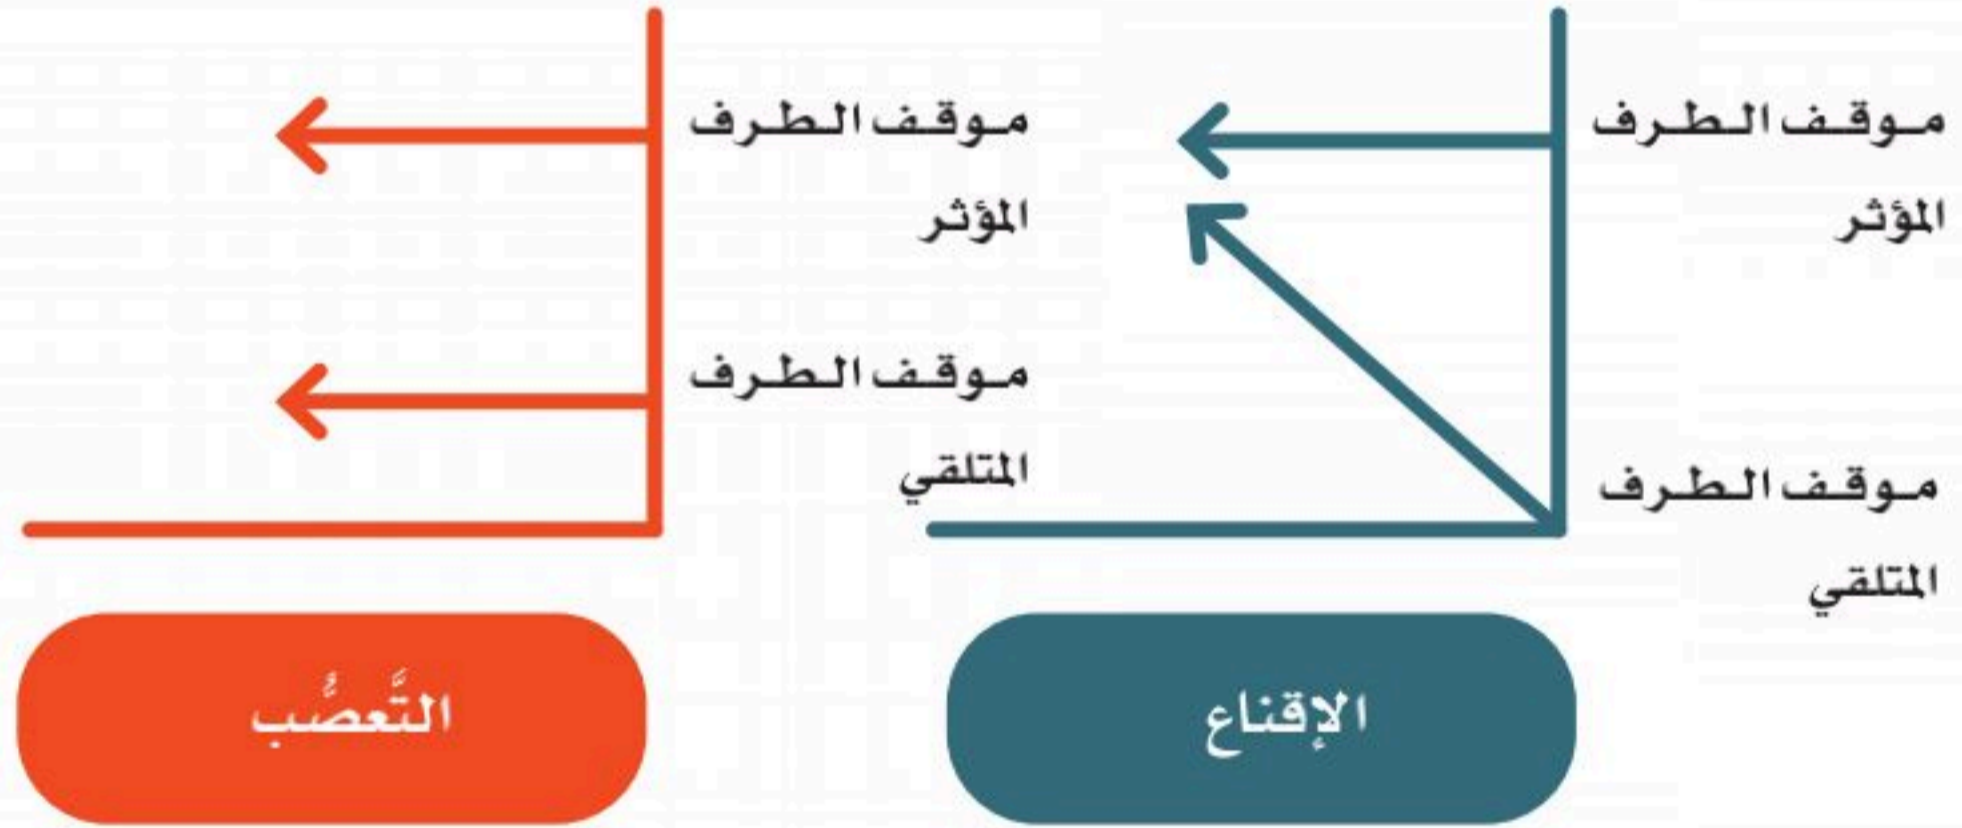 موقف الطرف
المؤثر
موقف الطرف
المتلقي
الإقناع
موقف الطرف
المؤثر
موقف الطرف
المتلقي
التَّعصُّب